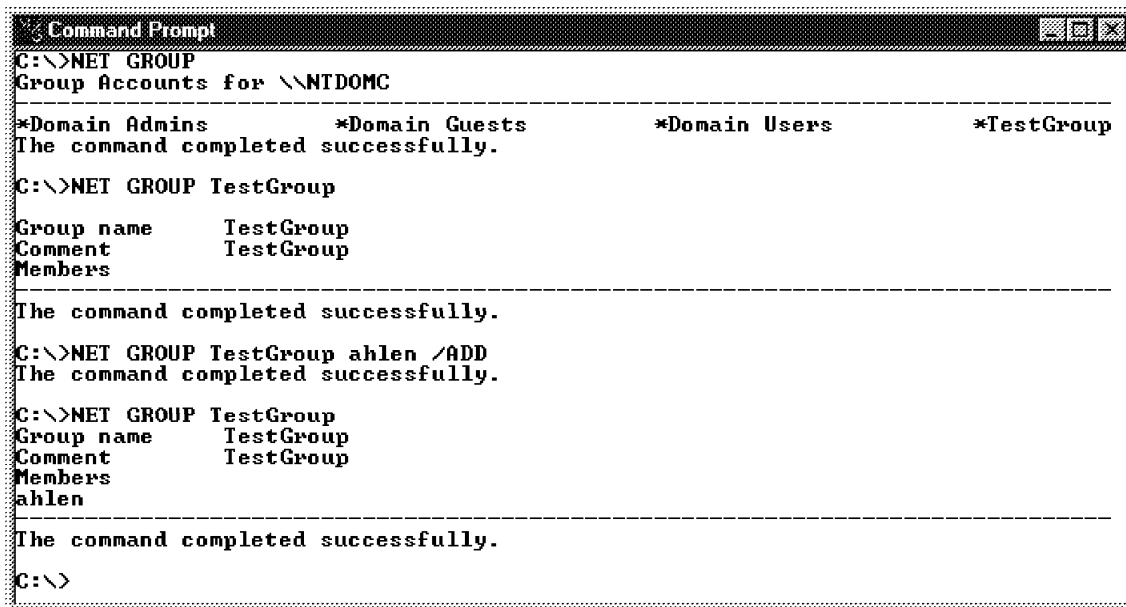 Command Prompt
C:\>NET GROUP
Group Accounts for \\NTDOMC
-------------------------------------------------------------------------------
*Domain Admins *Domain Guests *Domain Users *TestGroup
The command completed successfully.
C:\>NET GROUP TestGroup
Group name TestGroup
Comment TestGroup
Members
-------------------------------------------------------------------------------
The command completed successfully.
C:\>NET GROUP TestGroup ahlen /ADD
The command completed successfully.
C:\>NET GROUP TestGroup
Group name TestGroup
Comment TestGroup
Members
ahlen
-------------------------------------------------------------------------------
The command completed successfully.
C:\>